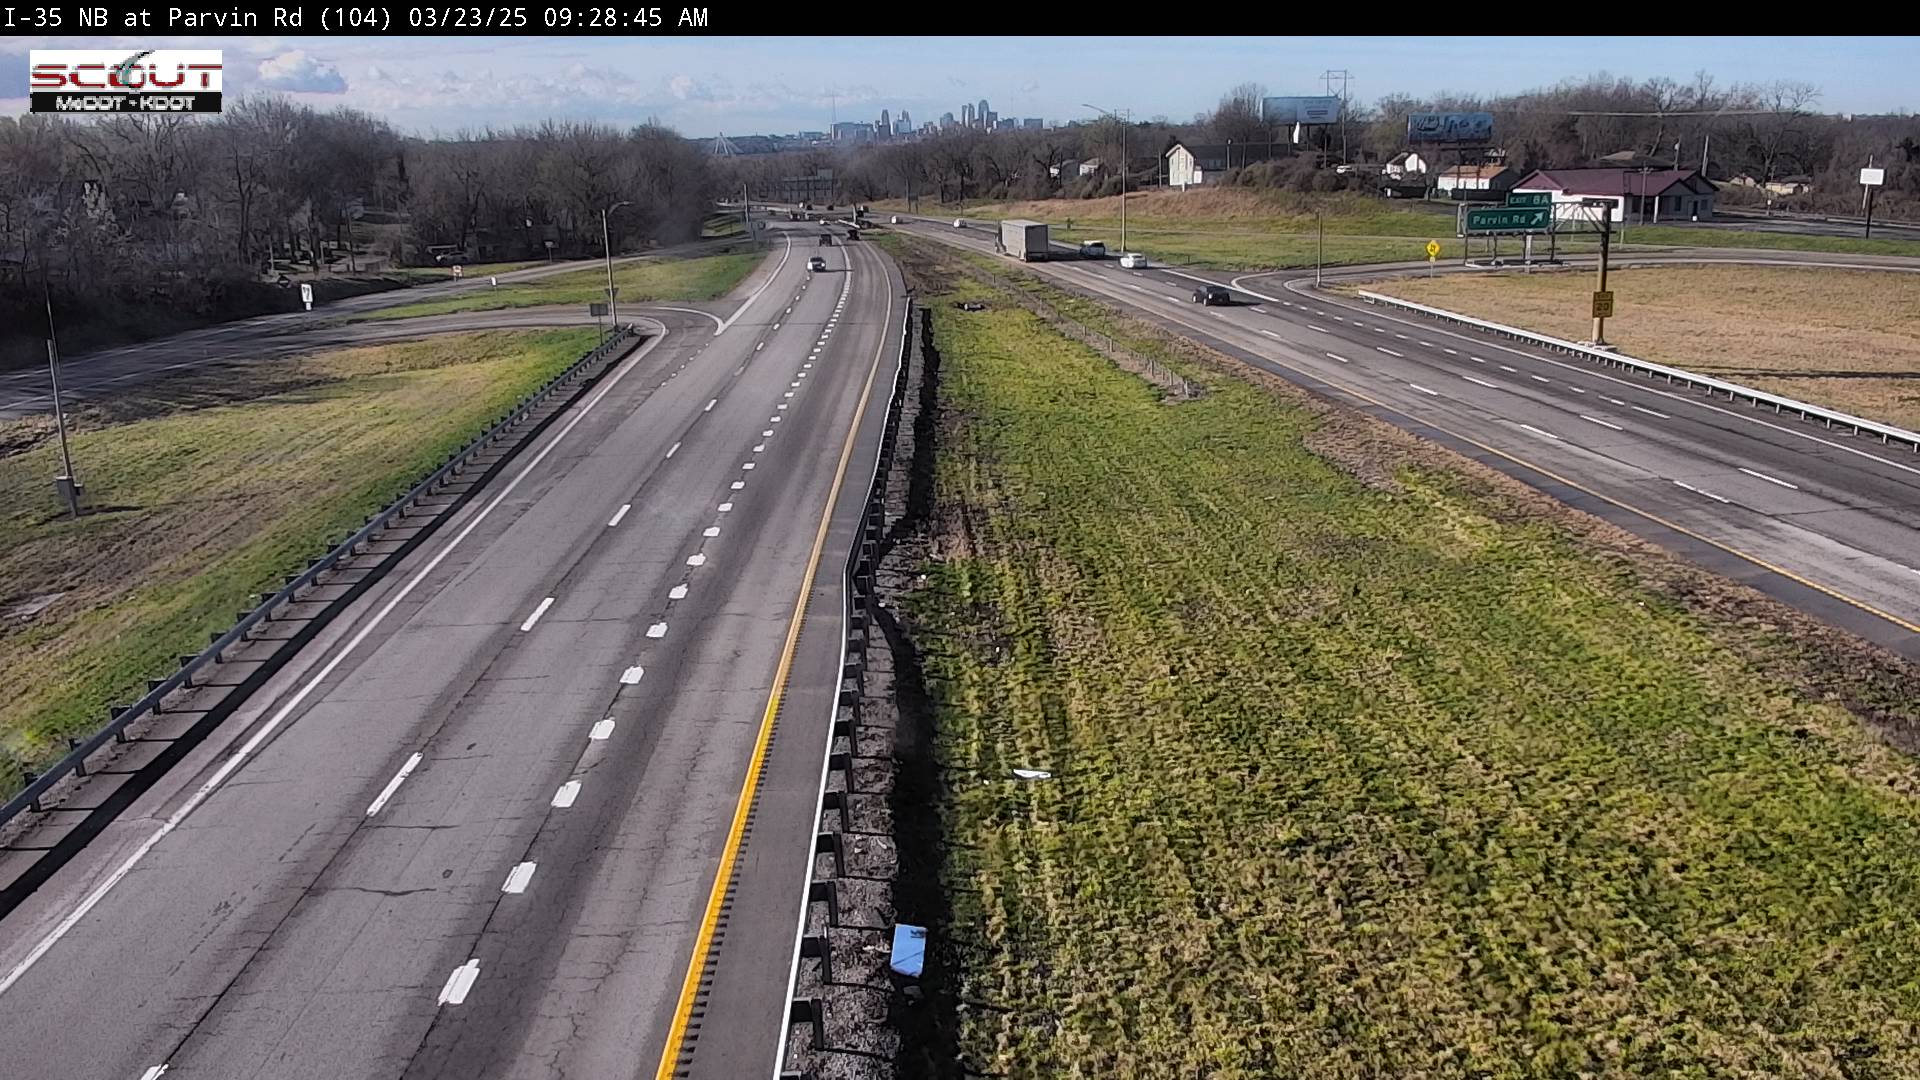 I-35 NB at Parvin Rd (104) 03/23/25 09:28:45 AM
SCOUT
MoDOT - KDOT
EXIT 8A
Parvin Rd